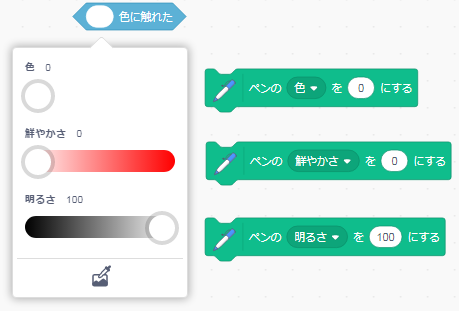 色に触れた
色 0
鮮やかさ 0
明るさ 100
ペンの 色 を 0 にする
ペンの 鮮やかさ を 0 にする
ペンの 明るさ を 100 にする